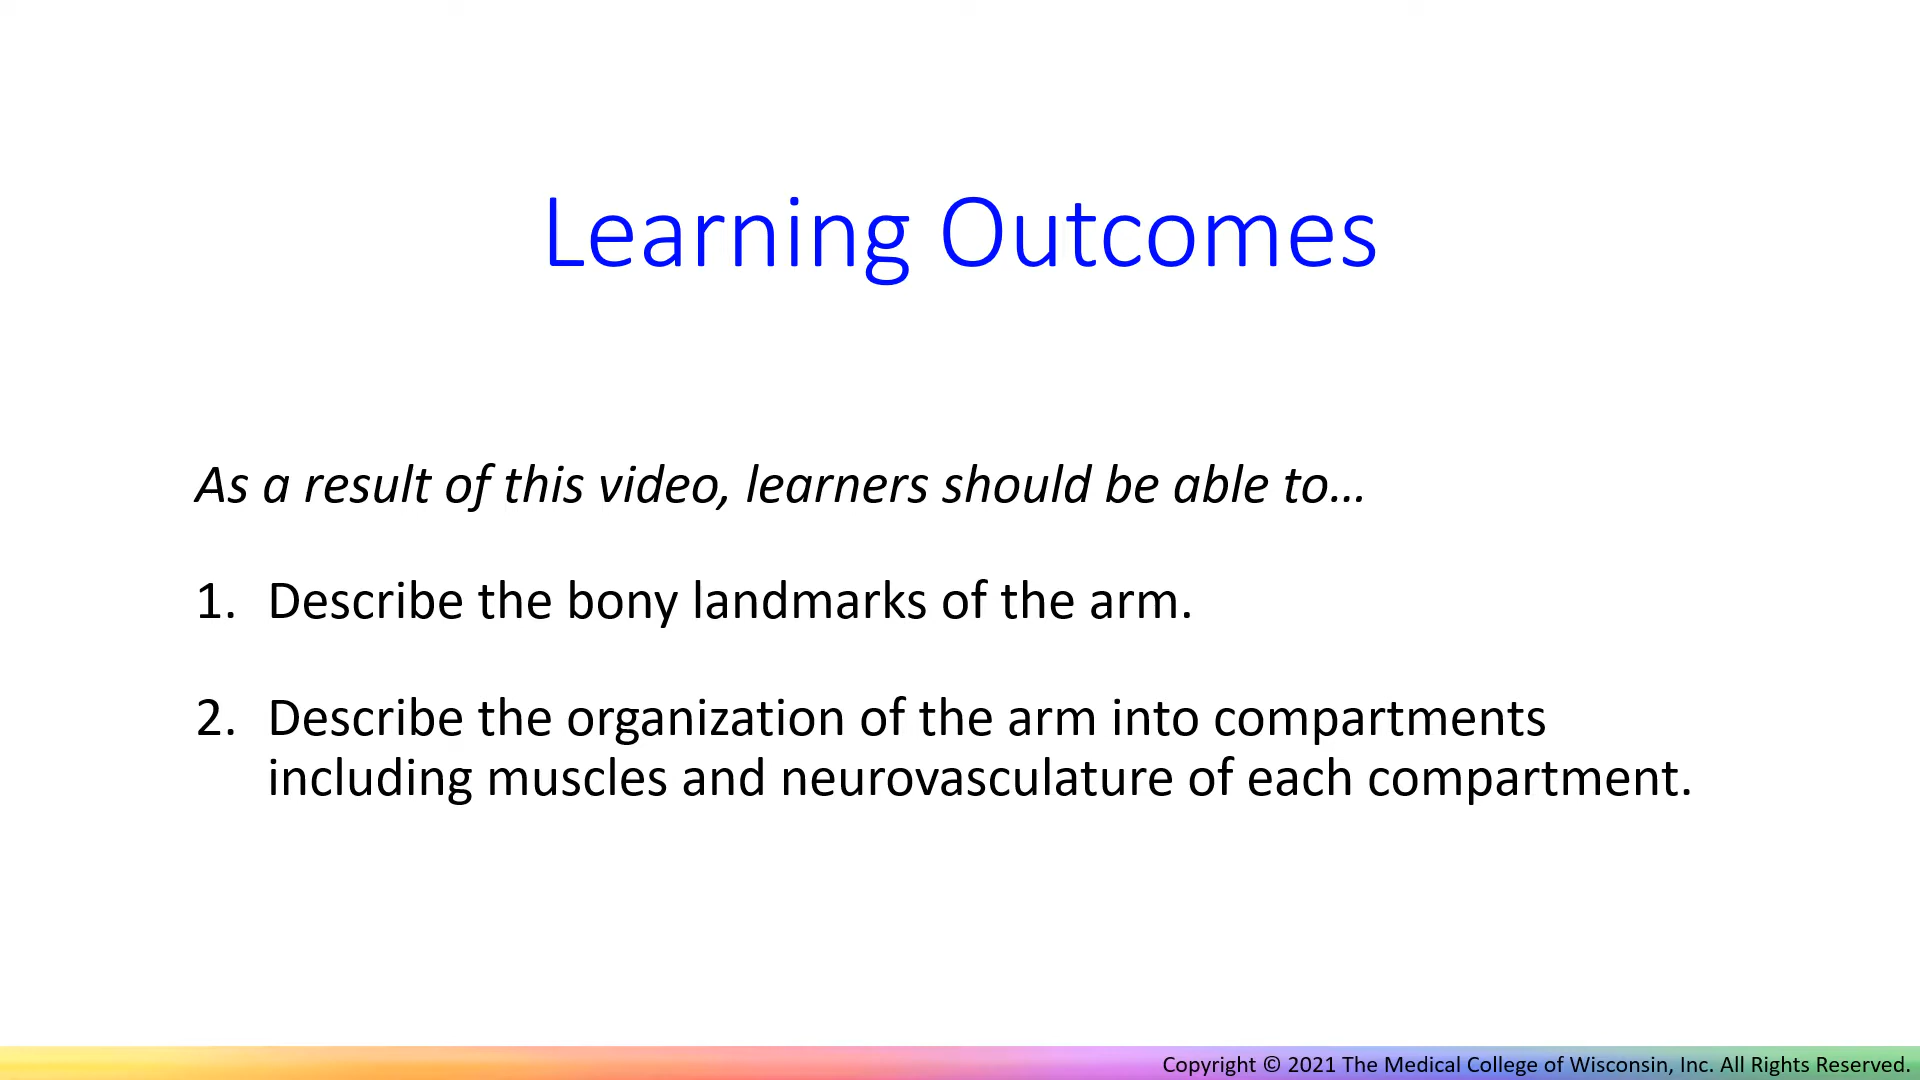 Learning Outcomes
As a result of this video, learners should be able to…
1. Describe the bony landmarks of the arm.
2. Describe the organization of the arm into compartments
including muscles and neurovasculature of each compartment.
Copyright © 2021 The Medical College of Wisconsin, Inc. All Rights Reserved.